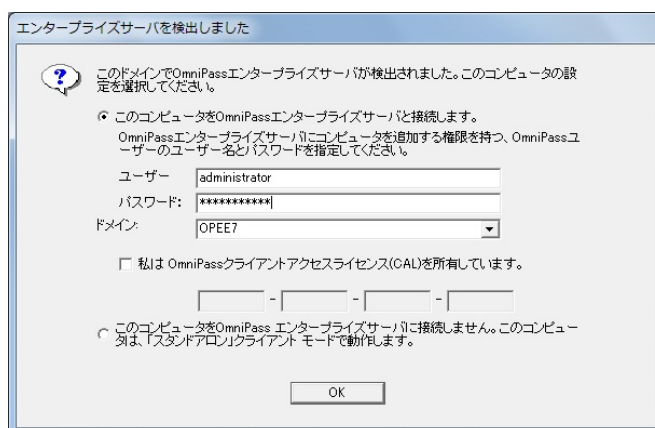 エンタープライズサーバを検出しました
このドメインでOmniPassエンタープライズサーバが検出されました。このコンピュータの設
定を選択してください。
このコンピュータをOmniPassエンタープライズサーバと接続します。
OmniPassエンタープライズサーバにコンピュータを追加する権限を持つ、OmniPassユ
ーザーのユーザー名とパスワードを指定してください。
ユーザー administrator
パスワード: ***********
ドメイン: OPEE7
私は OmniPassクライアントアクセスライセンス(CAL)を所有しています。
- - -
このコンピュータをOmniPass エンタープライズサーバに接続しません。このコンピュー
タは、「スタンドアロン」クライアント モードで動作します。
OK